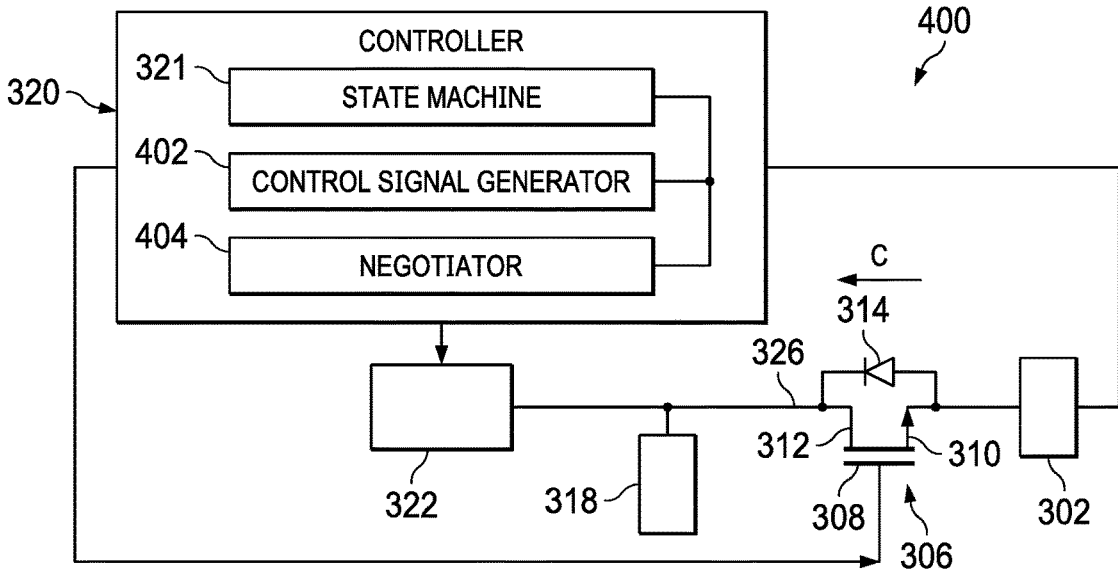 CONTROLLER
400
321
STATE MACHINE
320
402
CONTROL SIGNAL GENERATOR
404
NEGOTIATOR
C
314
326
312
310
322
318
308
306
302